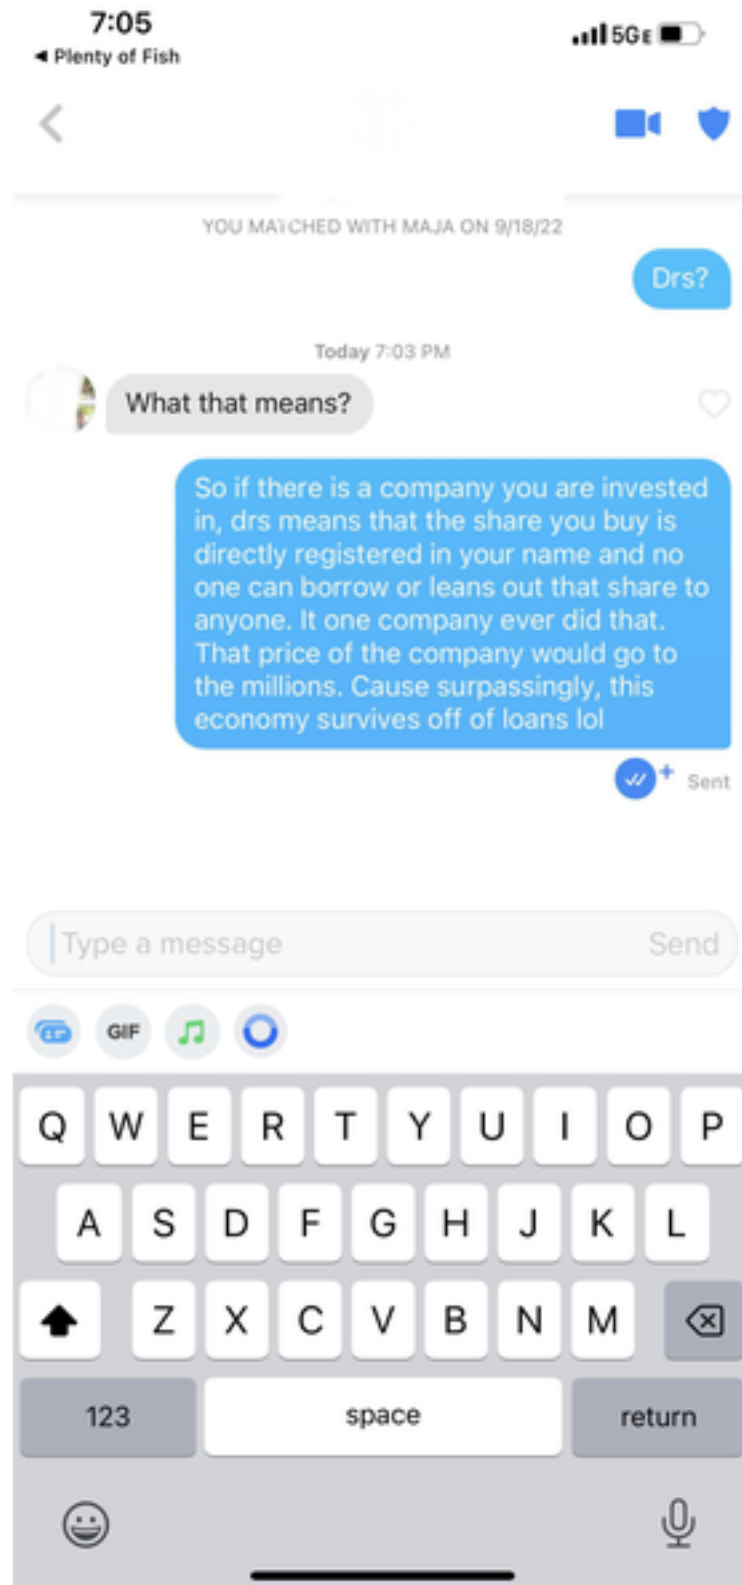 7:05
5GE
◄ Plenty of Fish
YOU MATCHED WITH MAJA ON 9/18/22
Drs?
Today 7:03 PM
What that means?
So if there is a company you are invested
in, drs means that the share you buy is
directly registered in your name and no
one can borrow or leans out that share to
anyone. It one company ever did that.
That price of the company would go to
the millions. Cause surpassingly, this
economy survives off of loans lol
Sent
Type a message
Send
GIF
Q W E R T Y U I O P
A S D F G H J K L
Z X C V B N M
123 space return